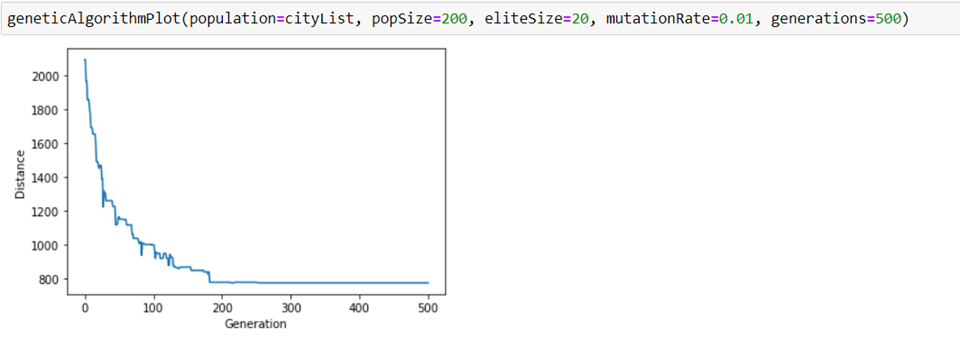 geneticAlgorithmPlot(population=cityList, popSize=200, eliteSize=20, mutationRate=0.01, generations=500)
2000
1800
1600
1400
1200
1000
800
Distance
0 100 200 300 400 500
Generation